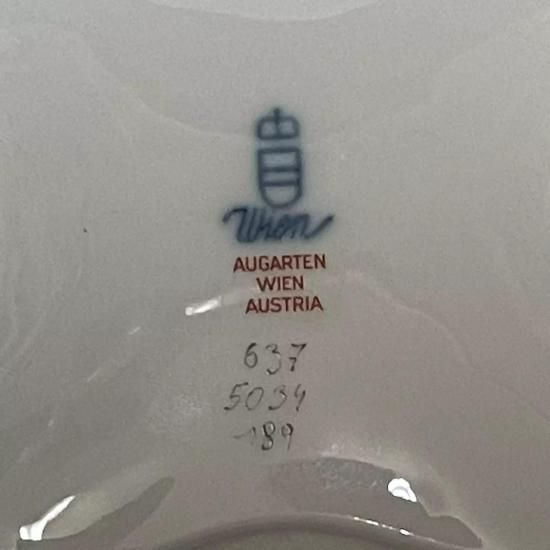 Wien
AUGARTEN
WIEN
AUSTRIA
637
5034
189